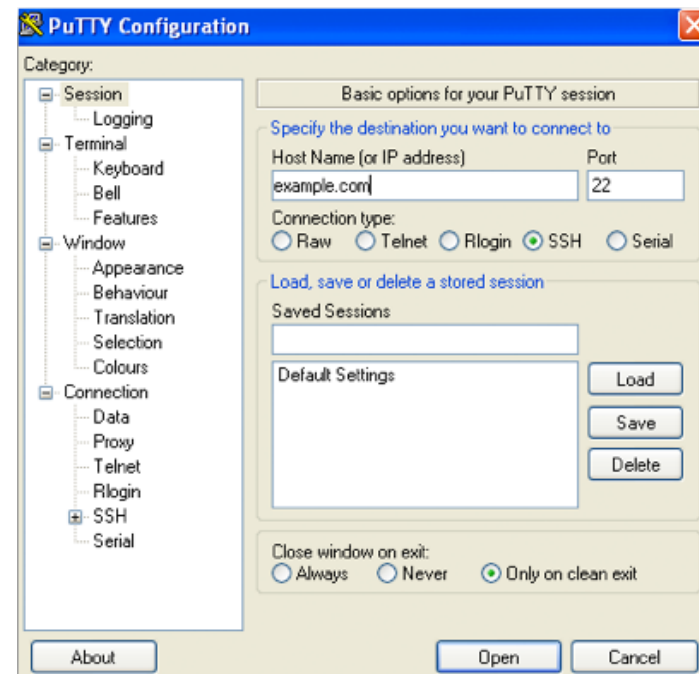 PuTTY Configuration
Category:
Session
Logging
Terminal
Keyboard
Bell
Features
Window
Appearance
Behaviour
Translation
Selection
Colours
Connection
Data
Proxy
Telnet
Rlogin
SSH
Serial
Basic options for your PuTTY session
Specify the destination you want to connect to
Host Name (or IP address) Port
example.com 22
Connection type:
Raw Telnet Rlogin SSH Serial
Load, save or delete a stored session
Saved Sessions
Default Settings
Load
Save
Delete
Close window on exit:
Always Never Only on clean exit
About Open Cancel